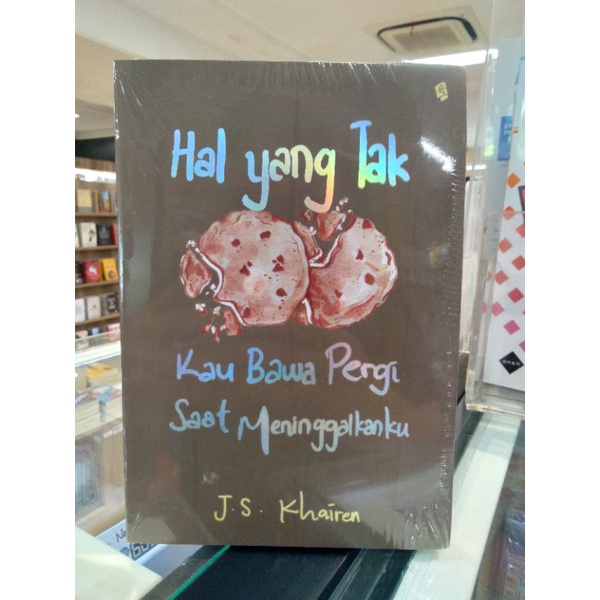 Hal yang Tak
Kau Bawa Pergi
Saat Meninggalkanku
J.S. Khairen